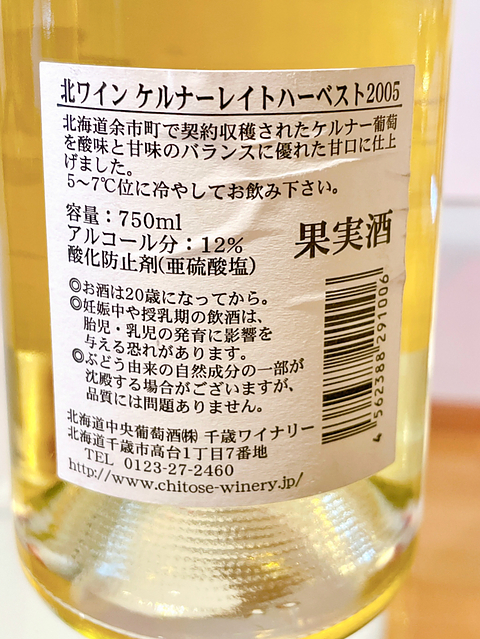 北ワイン ケルナーレイトハーベスト2005
北海道余市町で契約収穫されたケルナー葡萄
を酸味と甘味のバランスに優れた甘口に仕上
げました。
5~7℃位に冷やしてお飲み下さい。
容量:750ml
アルコール分:12%
酸化防止剤(亜硫酸塩)
果実酒
◎お酒は20歳になってから。
◎妊娠中や授乳期の飲酒は、
胎児・乳児の発育に影響を
与える恐れがあります。
◎ぶどう由来の自然成分の一部が
沈殿する場合がございますが、
品質には問題ありません。
4562388291006
北海道中央葡萄酒㈱ 千歳ワイナリー
北海道千歳市高台1丁目7番地
TEL 0123-27-2460
http://www.chitose-winery.jp/